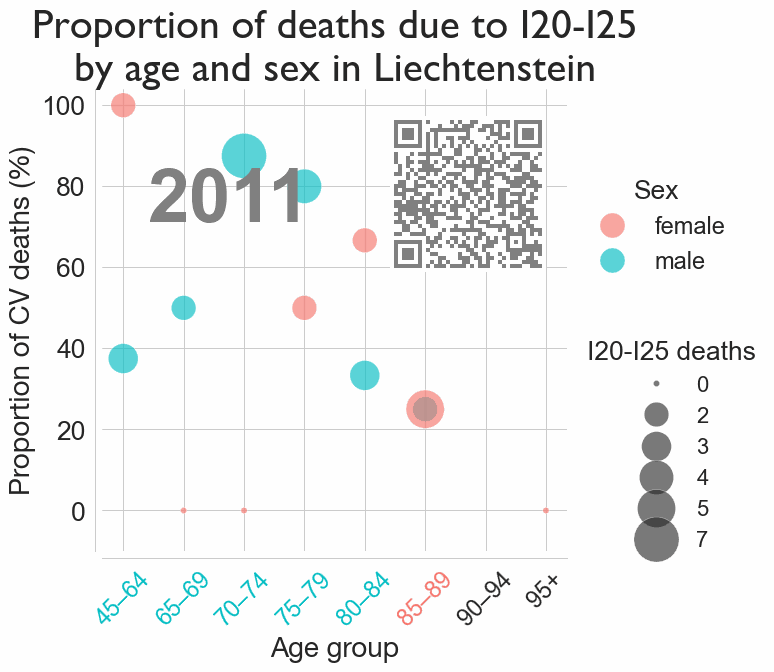 Proportion of deaths due to I20-I25
by age and sex in Liechtenstein
100
80
60
40
20
0
Proportion of CV deaths (%)
2011
45–64
65–69
70–74
75–79
80–84
85–89
90–94
95+
Age group
Sex
female
male
I20-I25 deaths
0
2
3
4
5
7